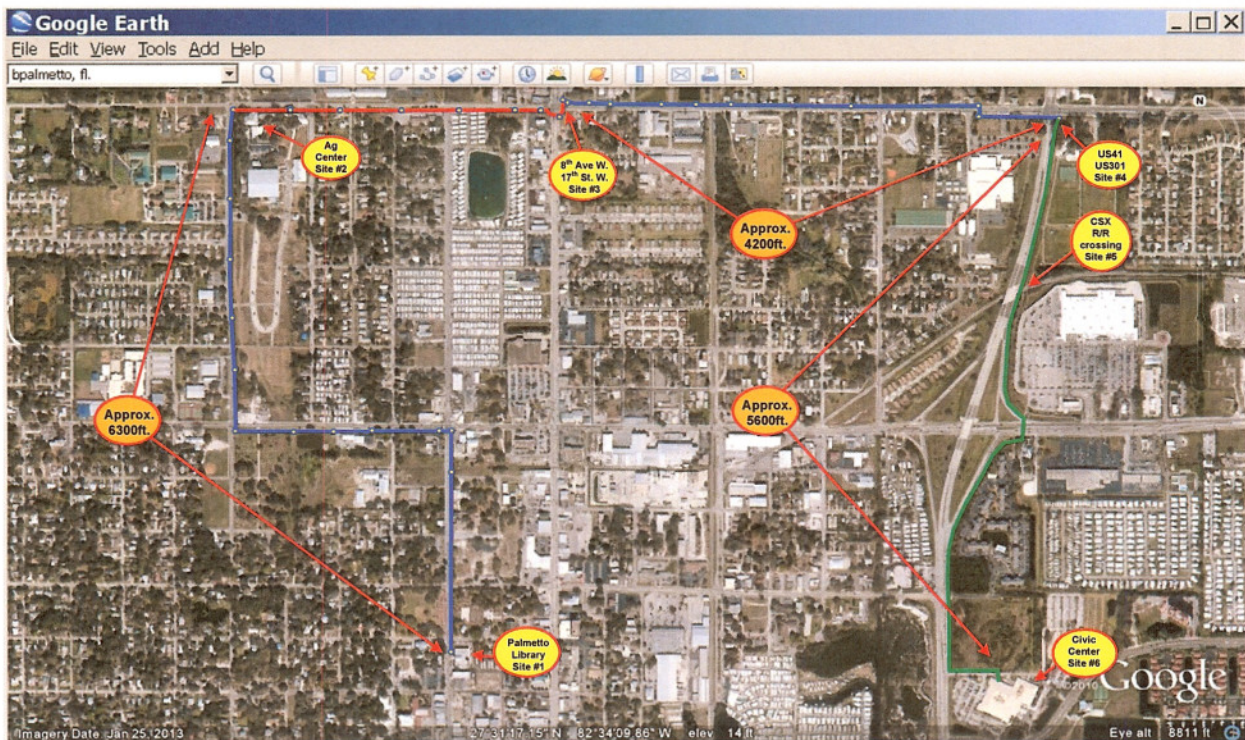 Google Earth
File Edit View Tools Add Help
bpalmetto, fl.
N
Ag
Center
Site #2
8th Ave W.
17th St. W.
Site #3
US41
US301
Site #4
Approx.
4200ft.
CSX
R/R
crossing
Site #5
Approx.
6300ft.
Approx.
5600ft.
Palmetto
Library
Site #1
Civic
Center
Site #6
©2010 Google
Imagery Date: Jan 25, 2013
27°31'17.15" N
82°34'09.86" W
elev 14 ft
Eye alt 8811 ft